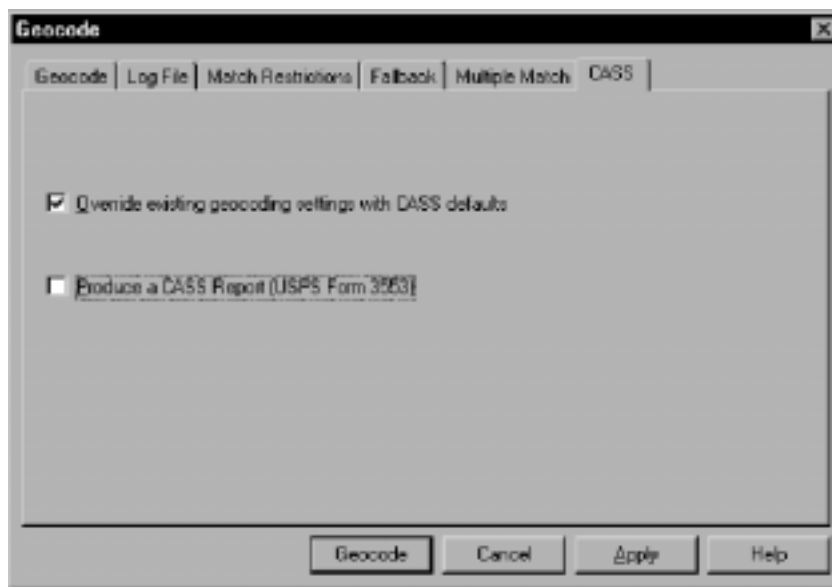 Geocode
Geocode Log File Match Restrictions Fallback Multiple Match CASS
Override existing geocoding settings with CASS defaults
Produce a CASS Report (USPS Form 3553)
Geocode Cancel Apply Help